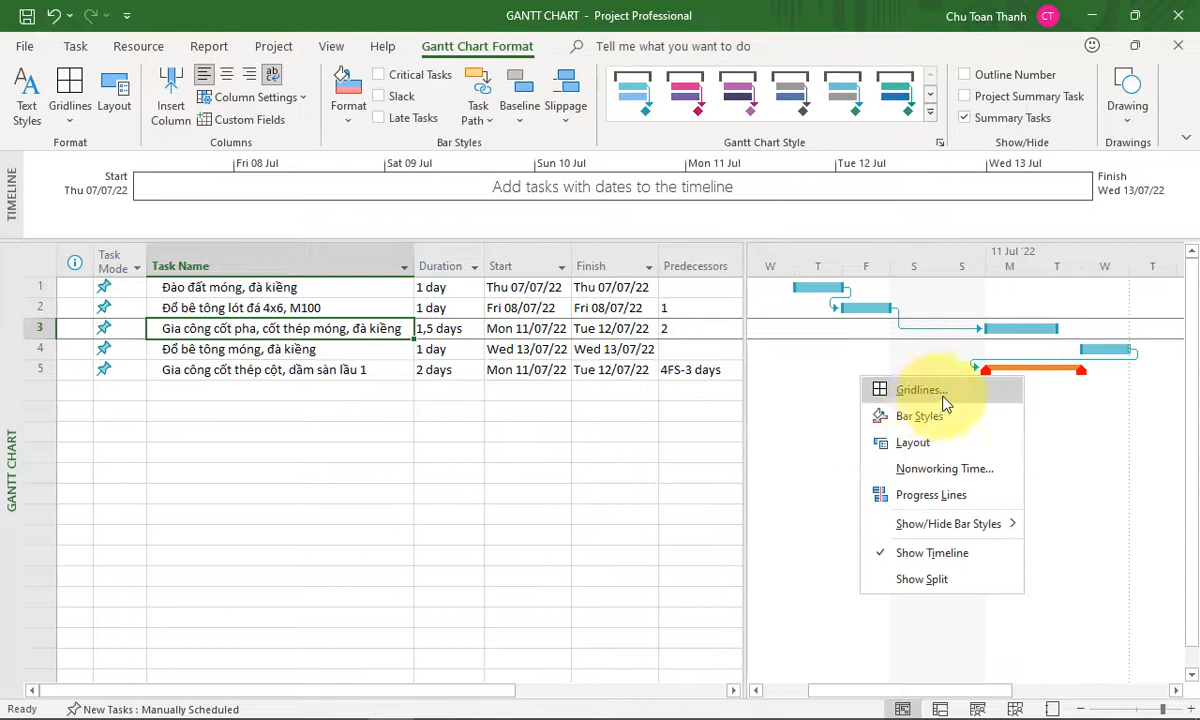 GANTT CHART - Project Professional
Chu Toan Thanh CT
File Task Resource Report Project View Help Gantt Chart Format Tell me what you want to do
Text Styles
Gridlines
Layout
Format
Insert Column
Column Settings
Custom Fields
Columns
Format
Critical Tasks
Slack
Late Tasks
Task Path
Baseline
Slippage
Bar Styles
Gantt Chart Style
Outline Number
Project Summary Task
Summary Tasks
Show/Hide
Drawing
Drawings
TIMELINE
Fri 08 Jul Sat 09 Jul Sun 10 Jul Mon 11 Jul Tue 12 Jul Wed 13 Jul
Start
Thu 07/07/22
Add tasks with dates to the timeline
Finish
Wed 13/07/22
GANTT CHART
Task Mode Task Name Duration Start Finish Predecessors
11 Jul '22
W T F S S M T W T
1 Đào đất móng, đà kiềng 1 day Thu 07/07/22 Thu 07/07/22
2 Đổ bê tông lót đá 4x6, M100 1 day Fri 08/07/22 Fri 08/07/22 1
3 Gia công cốt pha, cốt thép móng, đà kiềng 1,5 days Mon 11/07/22 Tue 12/07/22 2
4 Đổ bê tông móng, đà kiềng 1 day Wed 13/07/22 Wed 13/07/22
5 Gia công cốt thép cột, dầm sàn lầu 1 2 days Mon 11/07/22 Tue 12/07/22 4FS-3 days
Gridlines...
Bar Styles
Layout
Nonworking Time...
Progress Lines
Show/Hide Bar Styles
Show Timeline
Show Split
Ready New Tasks : Manually Scheduled